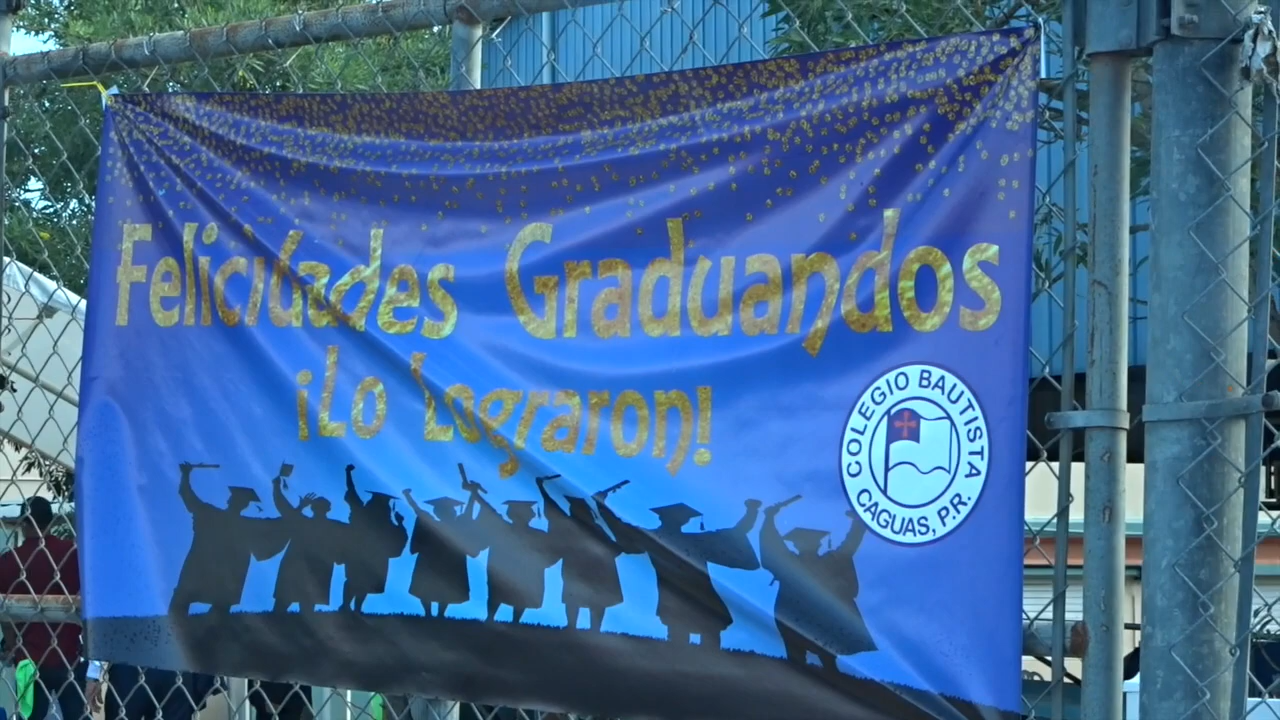 Felicidades Graduandos
¡Lo Lograron!
COLEGIO BAUTISTA
CAGUAS, P.R.